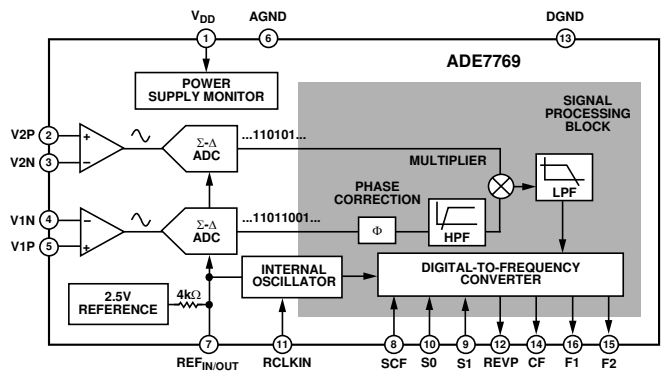 V_DD AGND DGND
1 6 13
ADE7769
POWER
SUPPLY MONITOR
SIGNAL
PROCESSING
BLOCK
V2P 2 +
V2N 3 –
Σ-Δ
ADC
...110101...
MULTIPLIER
LPF
PHASE
CORRECTION
V1N 4 –
V1P 5 +
Σ-Δ
ADC
...11011001...
Φ
HPF
2.5V
REFERENCE
4kΩ
INTERNAL
OSCILLATOR
DIGITAL-TO-FREQUENCY
CONVERTER
7 11 8 10 9 12 14 16 15
REF_IN/OUT RCLKIN SCF S0 S1 REVP CF F1 F2